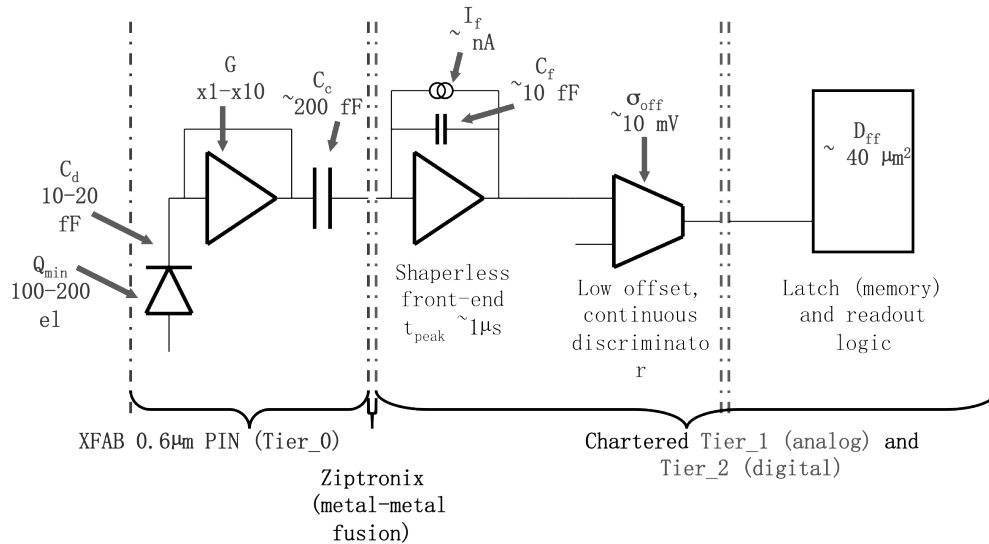 I_f
~ nA
G
x1-x10
C_c
~200 fF
C_f
~10 fF
σ_off
~10 mV
D_ff
~ 40 μm²
C_d
10-20
fF
Q_min
100-200
el
Shaperless
front-end
t_peak ~1μs
Low offset,
continuous
discriminato
r
Latch (memory)
and readout
logic
XFAB 0.6μm PIN (Tier_0)
Ziptronix
(metal-metal
fusion)
Chartered Tier_1 (analog) and
Tier_2 (digital)